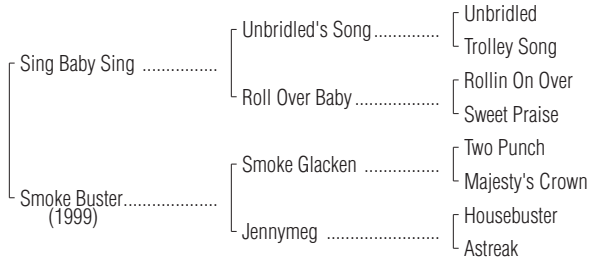 Unbridled
Unbridled's Song..............
Trolley Song
Sing Baby Sing ................
Rollin On Over
Roll Over Baby ..................
Sweet Praise
Two Punch
Smoke Glacken ................
Majesty's Crown
Smoke Buster....................
(1999)
Housebuster
Jennymeg ........................
Astreak